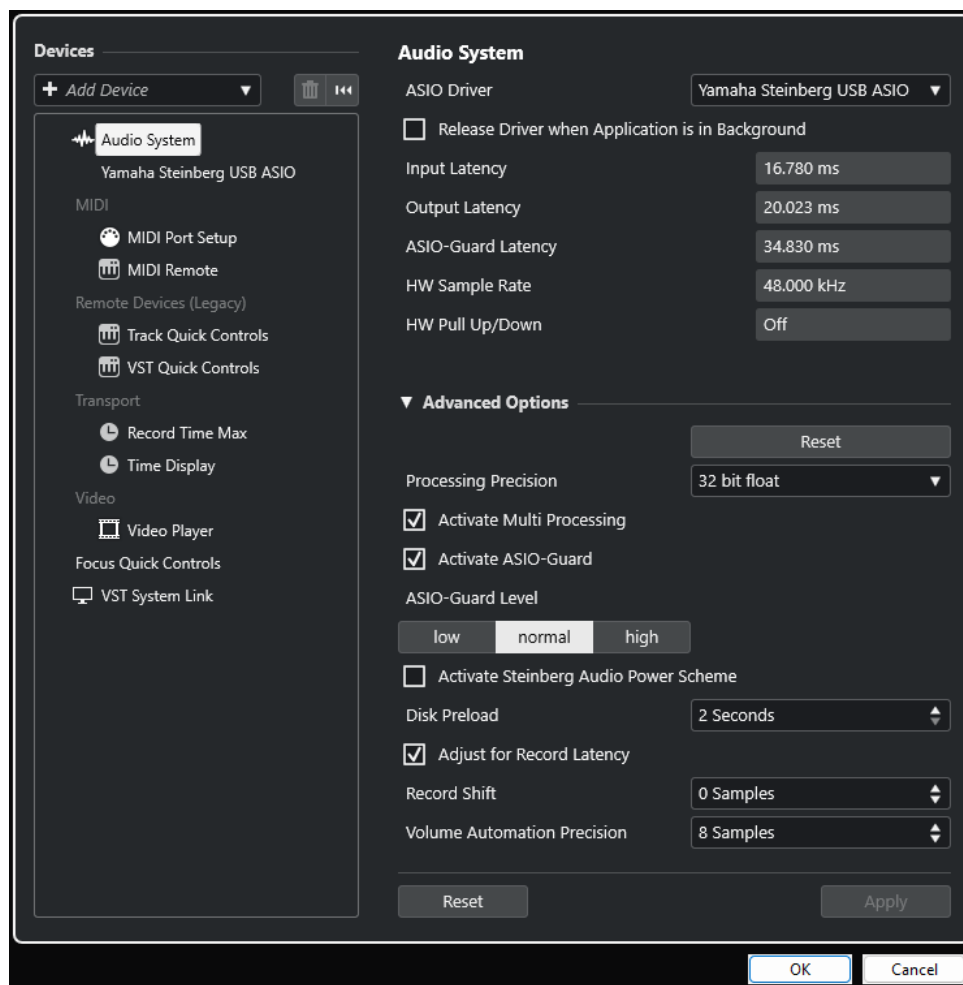 Devices
Add Device
Audio System
Yamaha Steinberg USB ASIO
MIDI
MIDI Port Setup
MIDI Remote
Remote Devices (Legacy)
Track Quick Controls
VST Quick Controls
Transport
Record Time Max
Time Display
Video
Video Player
Focus Quick Controls
VST System Link
Audio System
ASIO Driver Yamaha Steinberg USB ASIO
Release Driver when Application is in Background
Input Latency 16.780 ms
Output Latency 20.023 ms
ASIO-Guard Latency 34.830 ms
HW Sample Rate 48.000 kHz
HW Pull Up/Down Off
Advanced Options
Reset
Processing Precision 32 bit float
Activate Multi Processing
Activate ASIO-Guard
ASIO-Guard Level
low normal high
Activate Steinberg Audio Power Scheme
Disk Preload 2 Seconds
Adjust for Record Latency
Record Shift 0 Samples
Volume Automation Precision 8 Samples
Reset Apply
OK Cancel